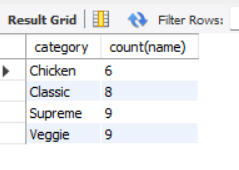 Result Grid Filter Rows:
category count(name)
Chicken 6
Classic 8
Supreme 9
Veggie 9